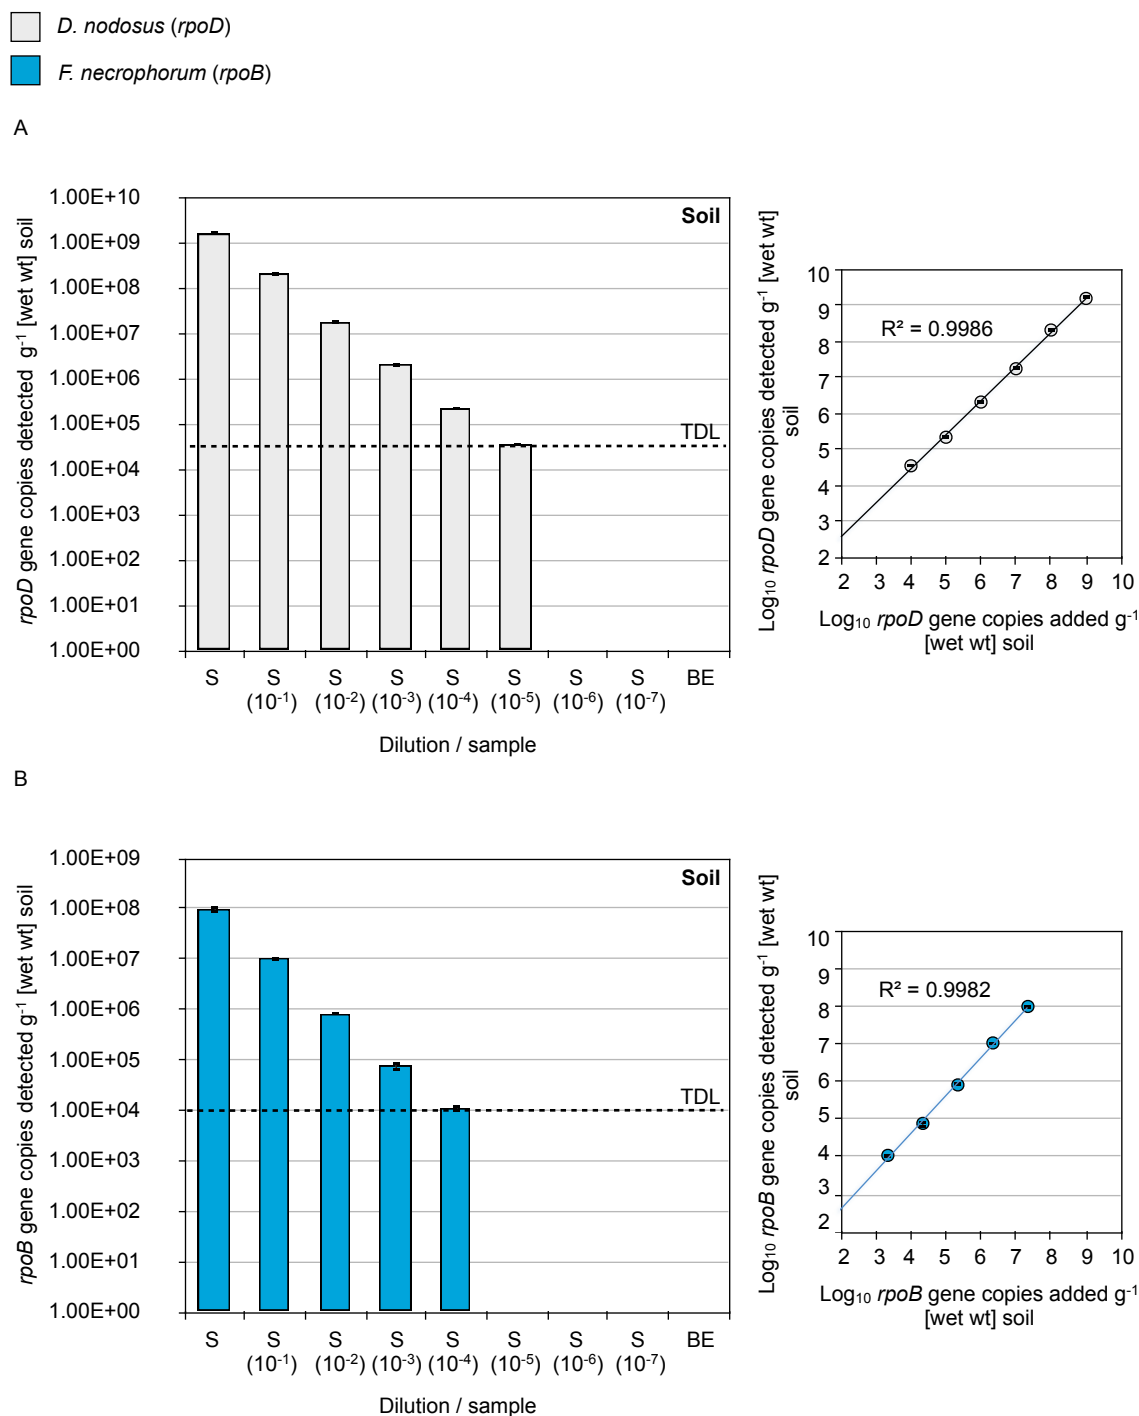 D. nodosus (rpoD)
F. necrophorum (rpoB)
A
rpoD gene copies detected g⁻¹ [wet wt] soil
1.00E+10
1.00E+09
1.00E+08
1.00E+07
1.00E+06
1.00E+05
1.00E+04
1.00E+03
1.00E+02
1.00E+01
1.00E+00
Soil
TDL
S S S S S S S S BE
(10⁻¹) (10⁻²) (10⁻³) (10⁻⁴) (10⁻⁵) (10⁻⁶) (10⁻⁷)
Dilution / sample
Log₁₀ rpoD gene copies detected g⁻¹ [wet wt]
soil
10
9
8
7
6
5
4
3
2
R² = 0.9986
2 3 4 5 6 7 8 9 10
Log₁₀ rpoD gene copies added g⁻¹
[wet wt] soil
B
rpoB gene copies detected g⁻¹ [wet wt] soil
1.00E+09
1.00E+08
1.00E+07
1.00E+06
1.00E+05
1.00E+04
1.00E+03
1.00E+02
1.00E+01
1.00E+00
Soil
TDL
S S S S S S S S BE
(10⁻¹) (10⁻²) (10⁻³) (10⁻⁴) (10⁻⁵) (10⁻⁶) (10⁻⁷)
Dilution / sample
Log₁₀ rpoB gene copies detected g⁻¹ [wet wt]
soil
10
9
8
7
6
5
4
3
2
R² = 0.9982
2 3 4 5 6 7 8 9 10
Log₁₀ rpoB gene copies added g⁻¹
[wet wt] soil